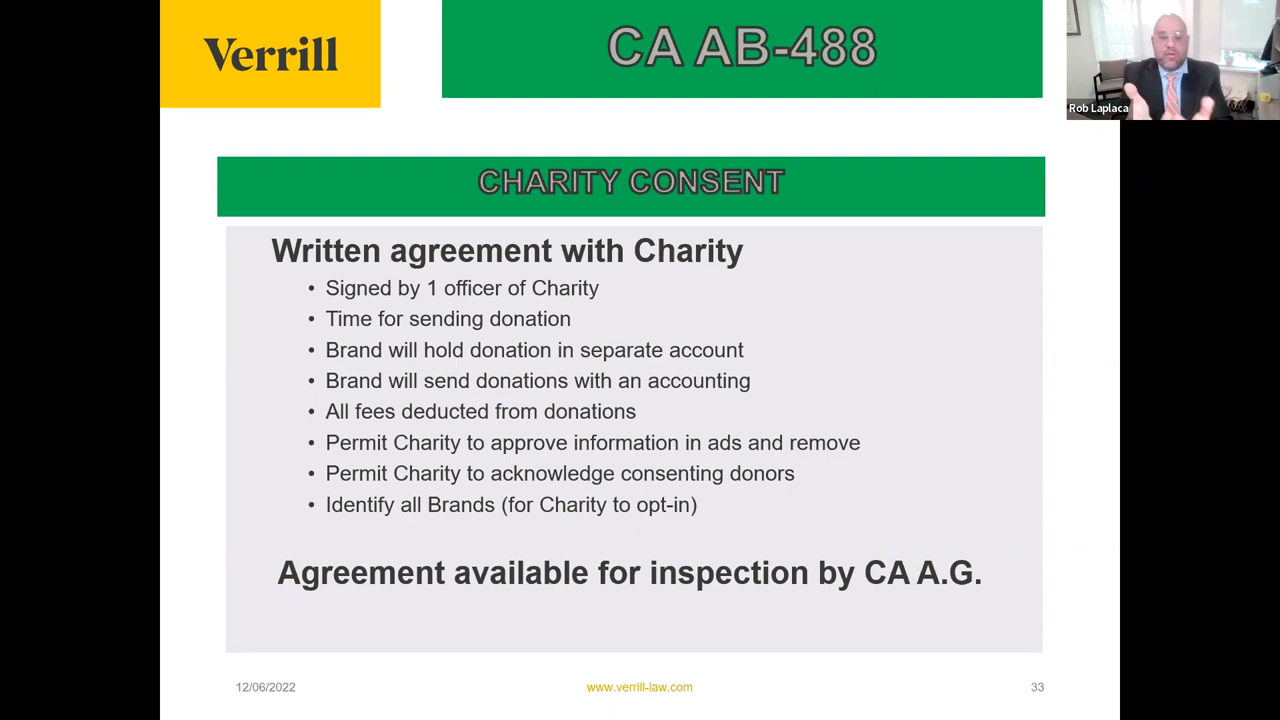 Verrill
CA AB-488
Rob Laplaca
CHARITY CONSENT
Written agreement with Charity
• Signed by 1 officer of Charity
• Time for sending donation
• Brand will hold donation in separate account
• Brand will send donations with an accounting
• All fees deducted from donations
• Permit Charity to approve information in ads and remove
• Permit Charity to acknowledge consenting donors
• Identify all Brands (for Charity to opt-in)
Agreement available for inspection by CA A.G.
12/06/2022
www.verrill-law.com
33